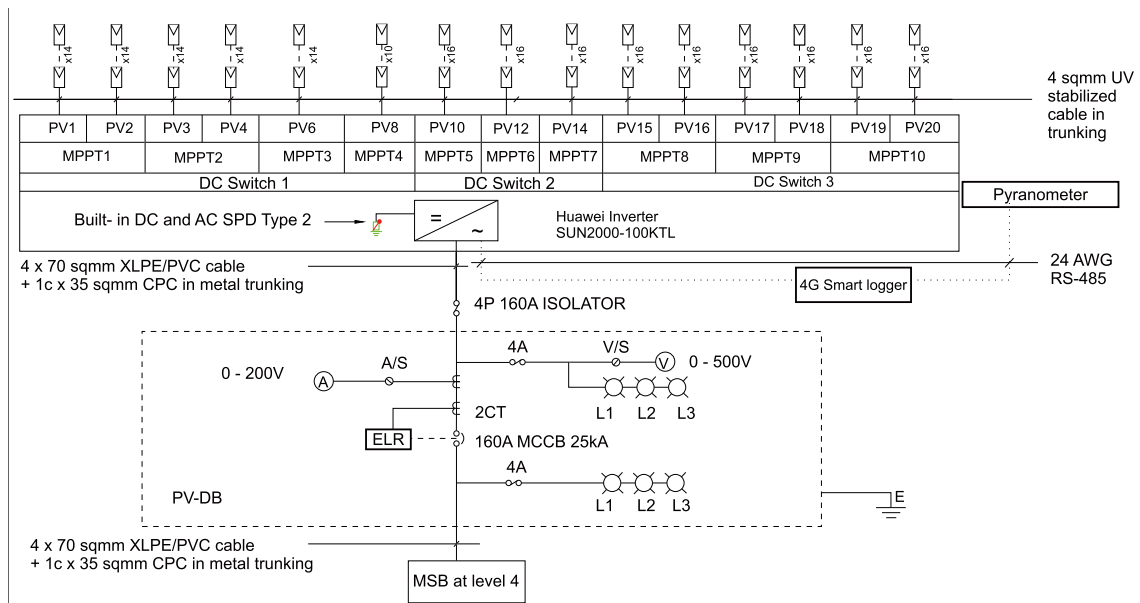 x14 x14 x14 x14 x14 x10 x16 x16 x14 x16 x16 x16 x16 x16 x16
4 sqmm UV
stabilized
cable in
trunking
PV1 PV2 PV3 PV4 PV6 PV8 PV10 PV12 PV14 PV15 PV16 PV17 PV18 PV19 PV20
MPPT1 MPPT2 MPPT3 MPPT4 MPPT5 MPPT6 MPPT7 MPPT8 MPPT9 MPPT10
DC Switch 1 DC Switch 2 DC Switch 3
Pyranometer
Built- in DC and AC SPD Type 2
= ~
Huawei Inverter
SUN2000-100KTL
4 x 70 sqmm XLPE/PVC cable
+ 1c x 35 sqmm CPC in metal trunking
24 AWG
RS-485
4G Smart logger
4P 160A ISOLATOR
4A V/S
V 0 - 500V
A/S
0 - 200V A
L1 L2 L3
2CT
ELR
160A MCCB 25kA
4A
L1 L2 L3
PV-DB
E
4 x 70 sqmm XLPE/PVC cable
+ 1c x 35 sqmm CPC in metal trunking
MSB at level 4